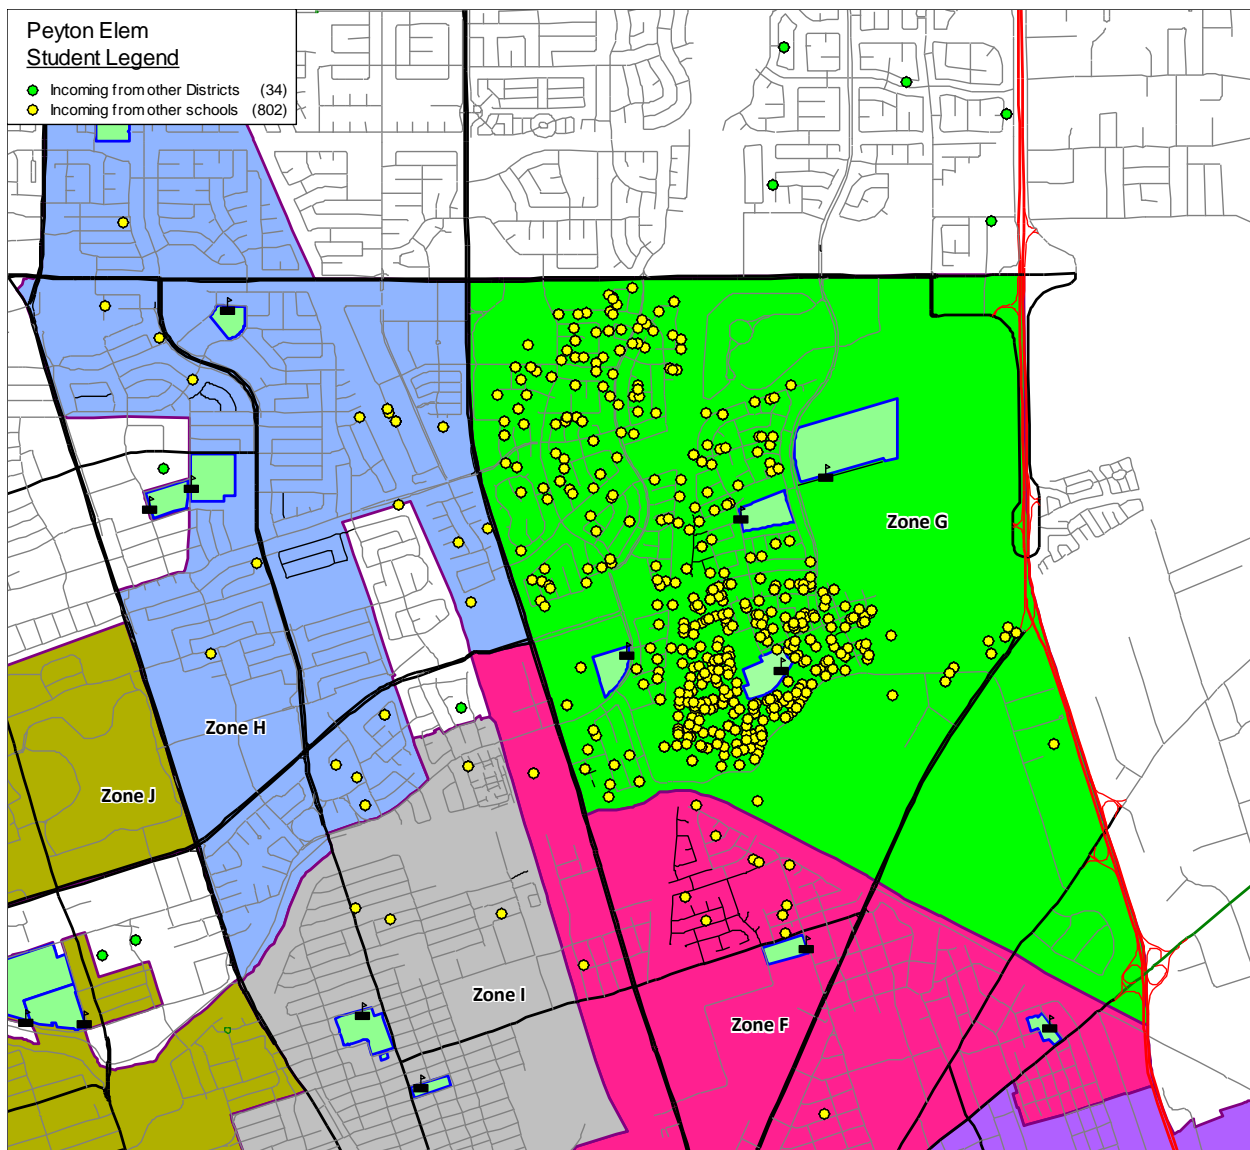 Peyton Elem
Student Legend
Incoming from other Districts (34)
Incoming from other schools (802)
Zone G
Zone H
Zone J
Zone I
Zone F